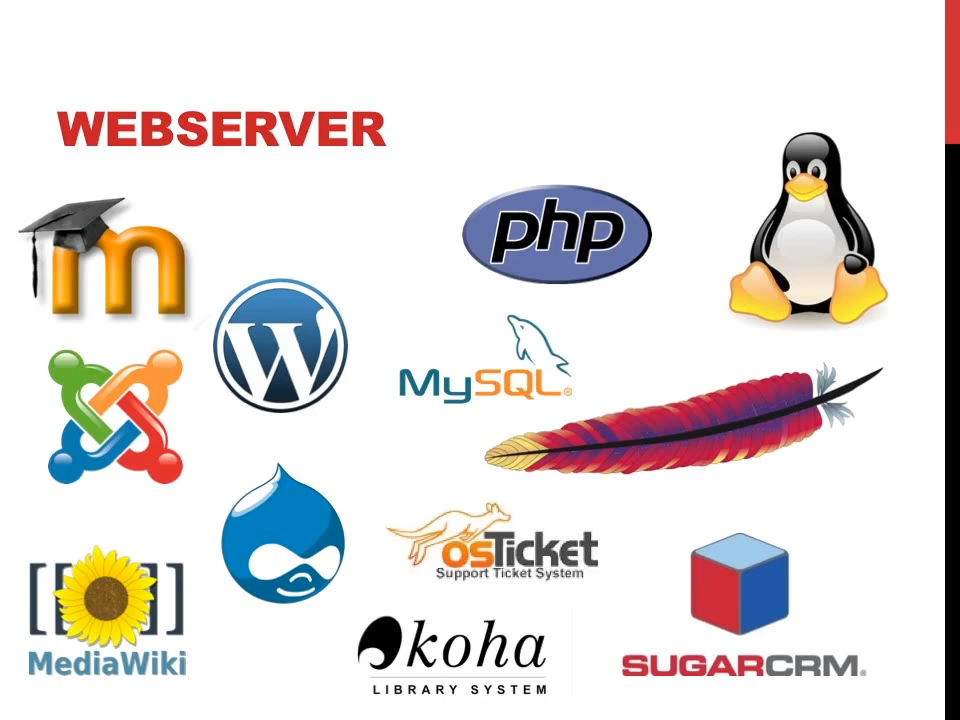 WEBSERVER
m
php
W
MySQL®
osTicket
Support Ticket System
[[ ]]
MediaWiki
koha
LIBRARY SYSTEM
SUGARCRM®